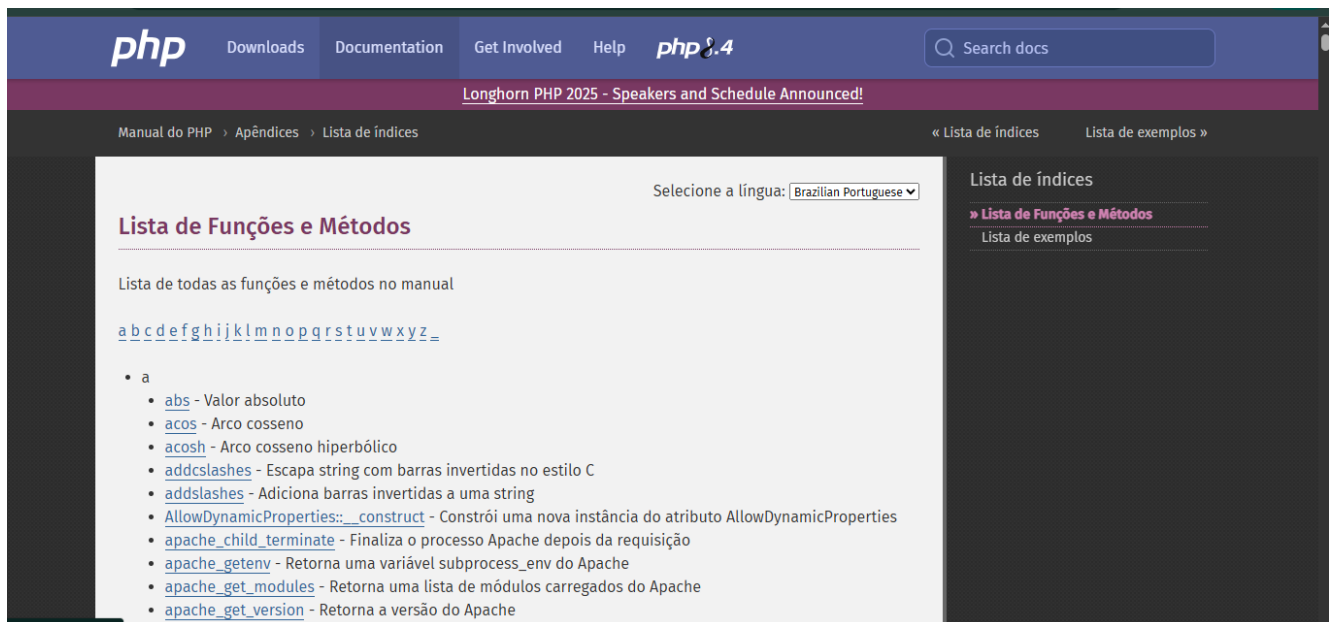 php Downloads Documentation Get Involved Help php8.4 Search docs
Longhorn PHP 2025 - Speakers and Schedule Announced!
Manual do PHP › Apêndices › Lista de índices « Lista de índices Lista de exemplos »
Selecione a língua: Brazilian Portuguese
Lista de Funções e Métodos
Lista de todas as funções e métodos no manual
a b c d e f g h i j k l m n o p q r s t u v w x y z _
• a
• abs - Valor absoluto
• acos - Arco cosseno
• acosh - Arco cosseno hiperbólico
• addcslashes - Escapa string com barras invertidas no estilo C
• addslashes - Adiciona barras invertidas a uma string
• AllowDynamicProperties::__construct - Constrói uma nova instância do atributo AllowDynamicProperties
• apache_child_terminate - Finaliza o processo Apache depois da requisição
• apache_getenv - Retorna uma variável subprocess_env do Apache
• apache_get_modules - Retorna uma lista de módulos carregados do Apache
• apache_get_version - Retorna a versão do Apache
Lista de índices
» Lista de Funções e Métodos
Lista de exemplos